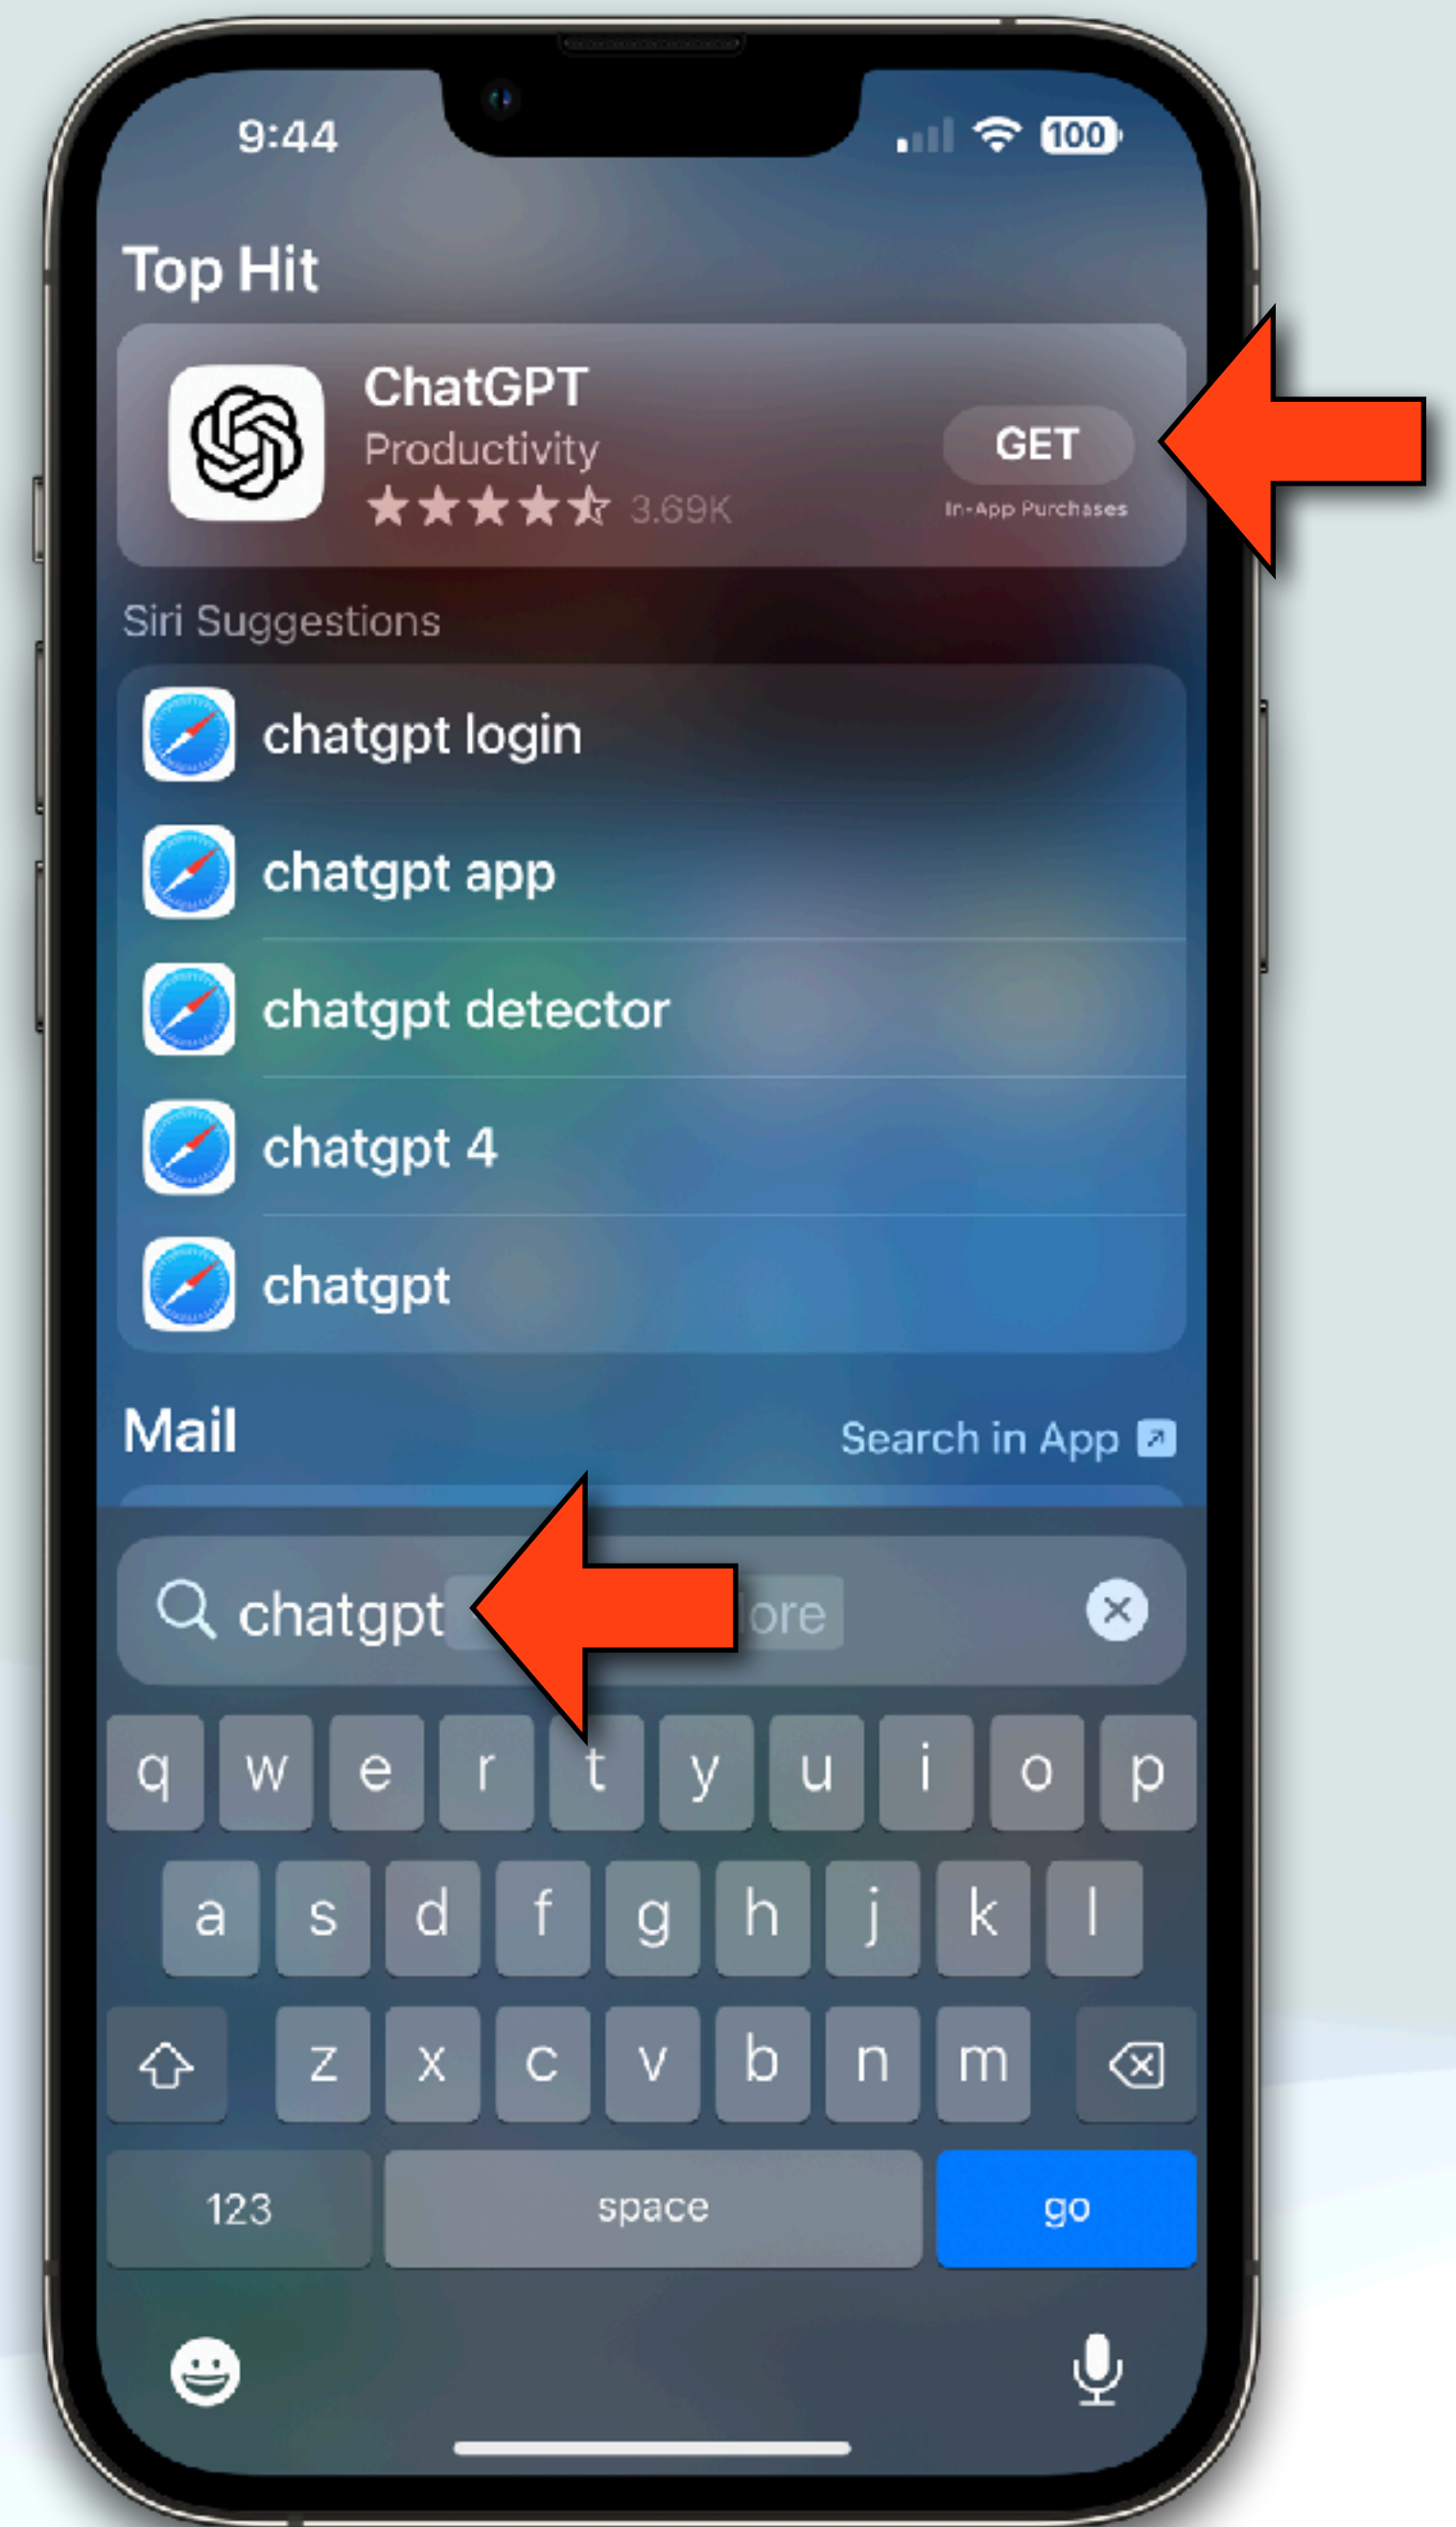 9:44
100
Top Hit
ChatGPT
Productivity
3.69K
GET
In-App Purchases
Siri Suggestions
chatgpt login
chatgpt app
chatgpt detector
chatgpt 4
chatgpt
Mail
Search in App
chatgpt
q w e r t y u i o p
a s d f g h j k l
z x c v b n m
123 space go